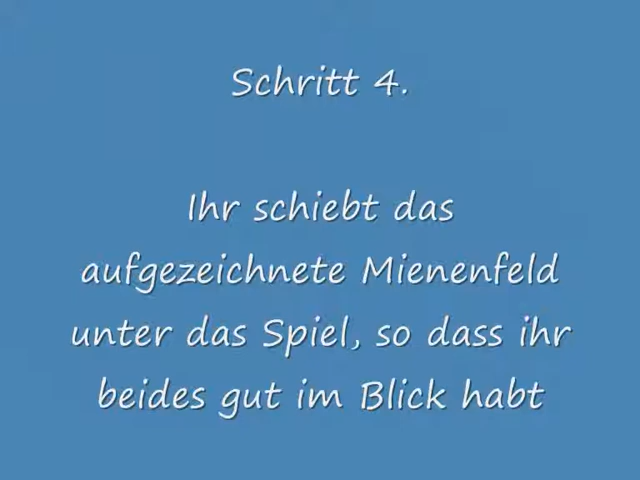 Schritt 4.
Ihr schiebt das
aufgezeichnete Mienenfeld
unter das Spiel, so dass ihr
beides gut im Blick habt